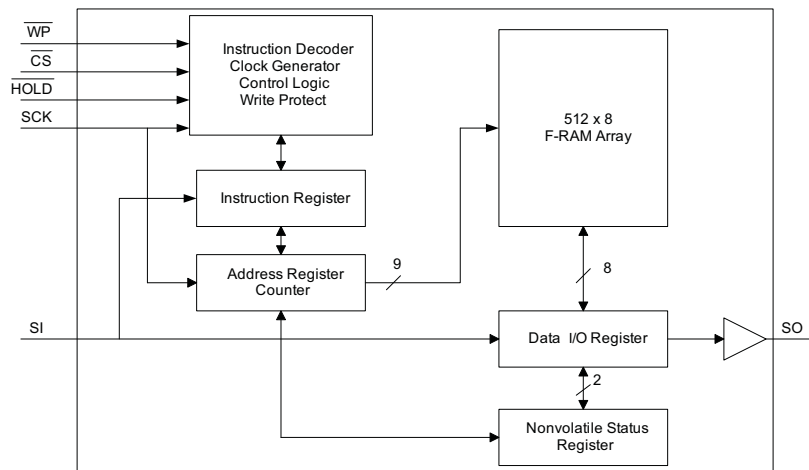 WP
CS
HOLD
SCK
Instruction Decoder
Clock Generator
Control Logic
Write Protect
512 x 8
F-RAM Array
Instruction Register
Address Register
Counter
9
8
SI
Data I/O Register
SO
2
Nonvolatile Status
Register